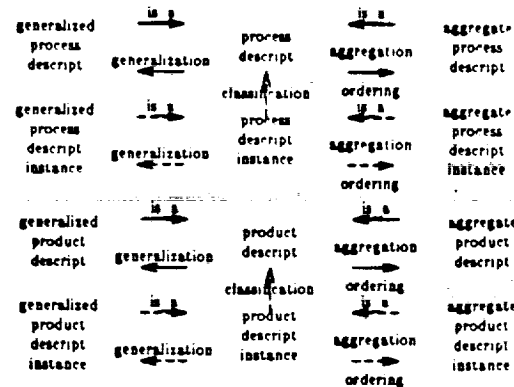 is a
is a
generalized process descript
generalization
process descript
aggregation
ordering
aggregate process descript
classification
is a
is a
generalized process descript instance
generalization
process descript instance
aggregation
ordering
aggregate process descript instance
is a
is a
generalized product descript
generalization
product descript
aggregation
ordering
aggregate product descript
classification
is a
is a
generalized product descript instance
generalization
product descript instance
aggregation
ordering
aggregate product descript instance